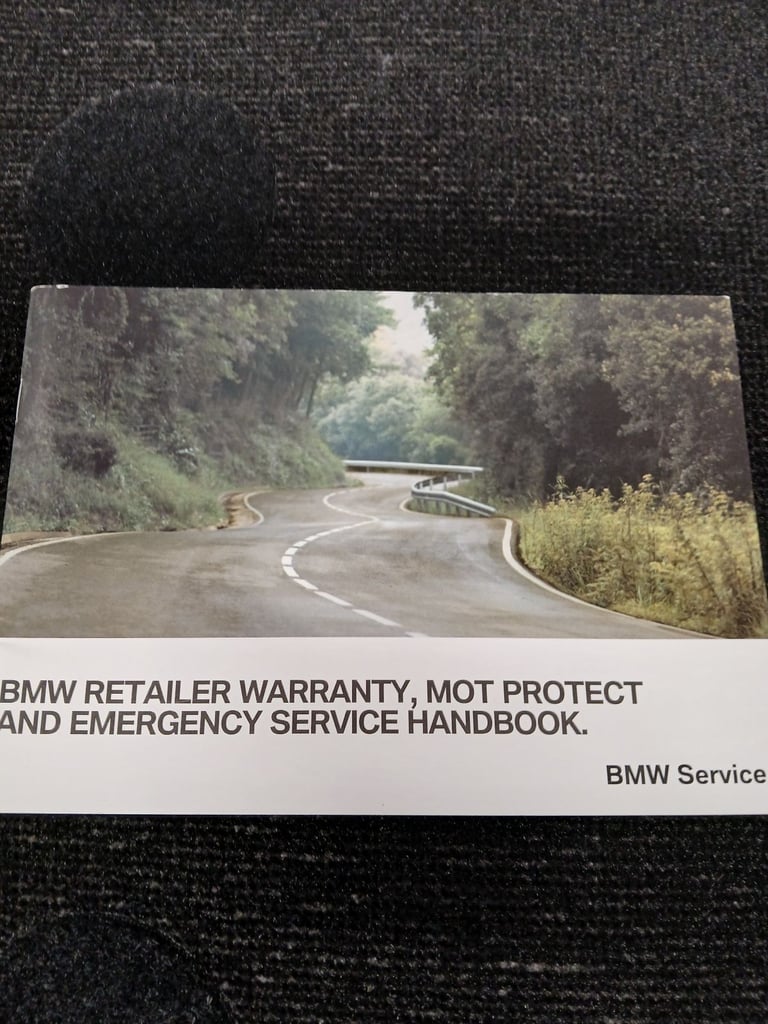 BMW RETAILER WARRANTY, MOT PROTECT
AND EMERGENCY SERVICE HANDBOOK.
BMW Service